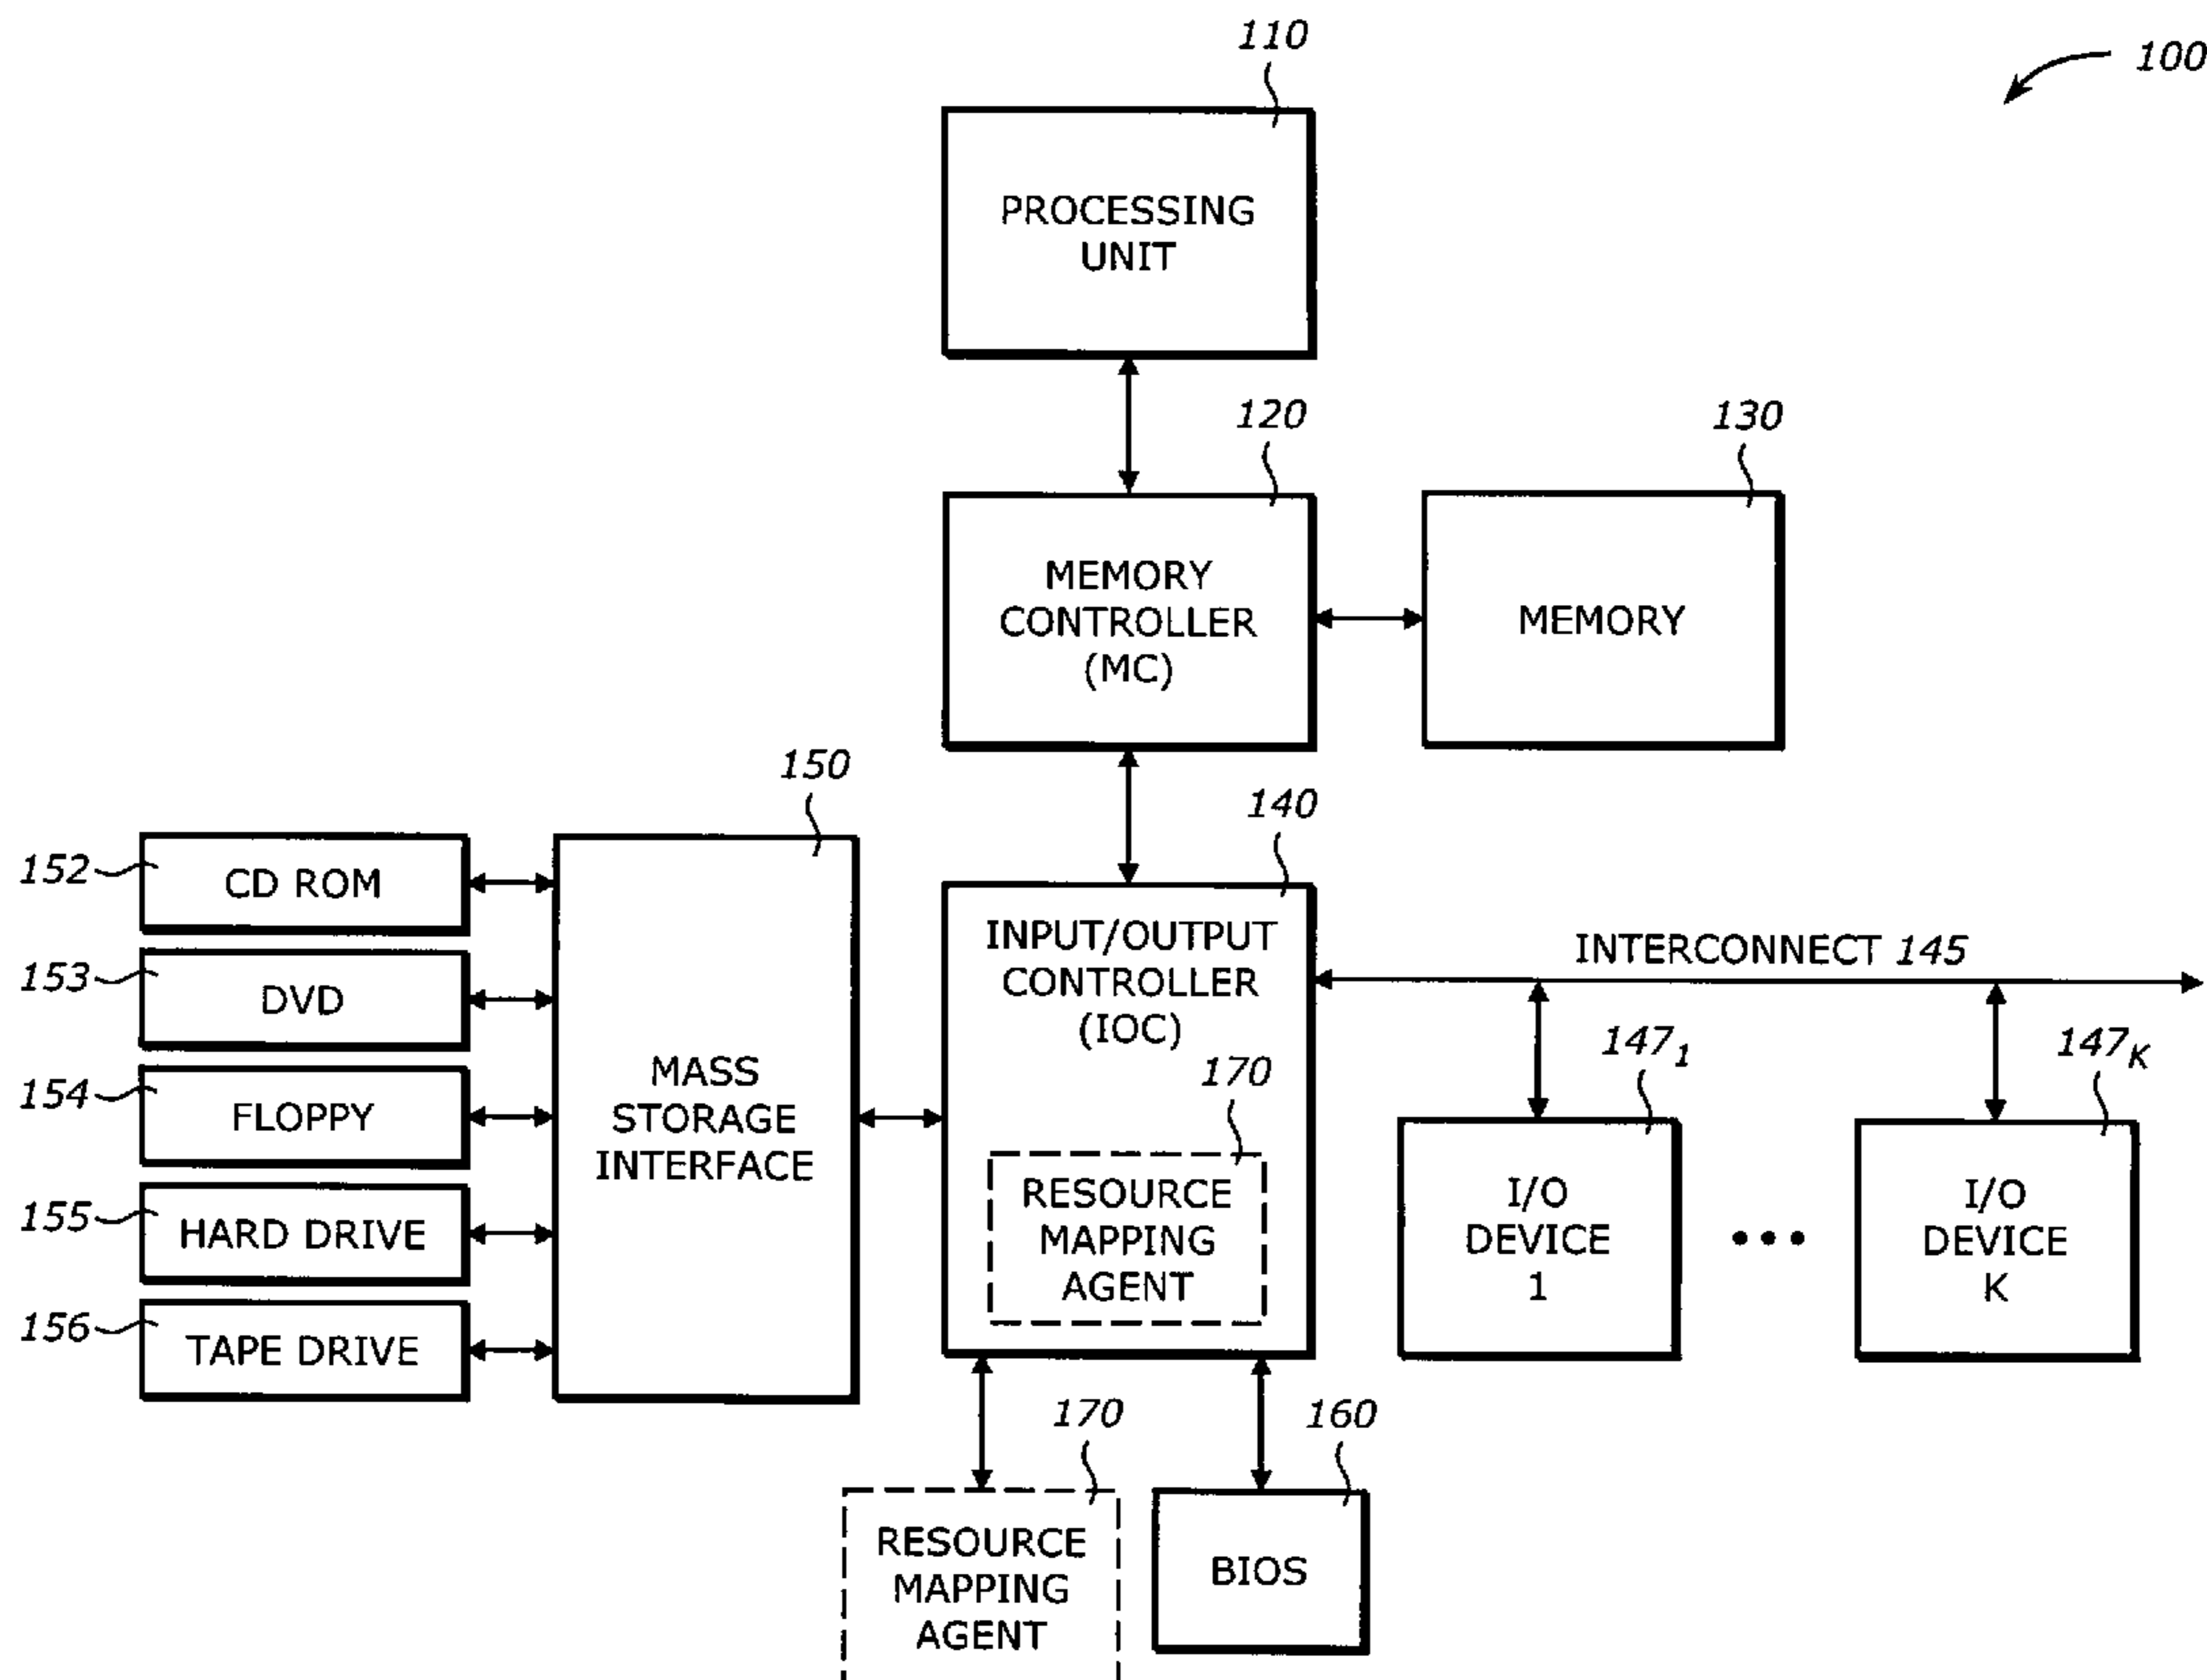 110
100
PROCESSING
UNIT
120
130
MEMORY
CONTROLLER
(MC)
MEMORY
150
140
152
CD ROM
INPUT/OUTPUT
CONTROLLER
(IOC)
INTERCONNECT 145
153
DVD
147₁
147K
170
154
FLOPPY
MASS
STORAGE
INTERFACE
RESOURCE
MAPPING
AGENT
I/O
DEVICE
1
• • •
I/O
DEVICE
K
155
HARD DRIVE
156
TAPE DRIVE
170
160
RESOURCE
MAPPING
AGENT
BIOS